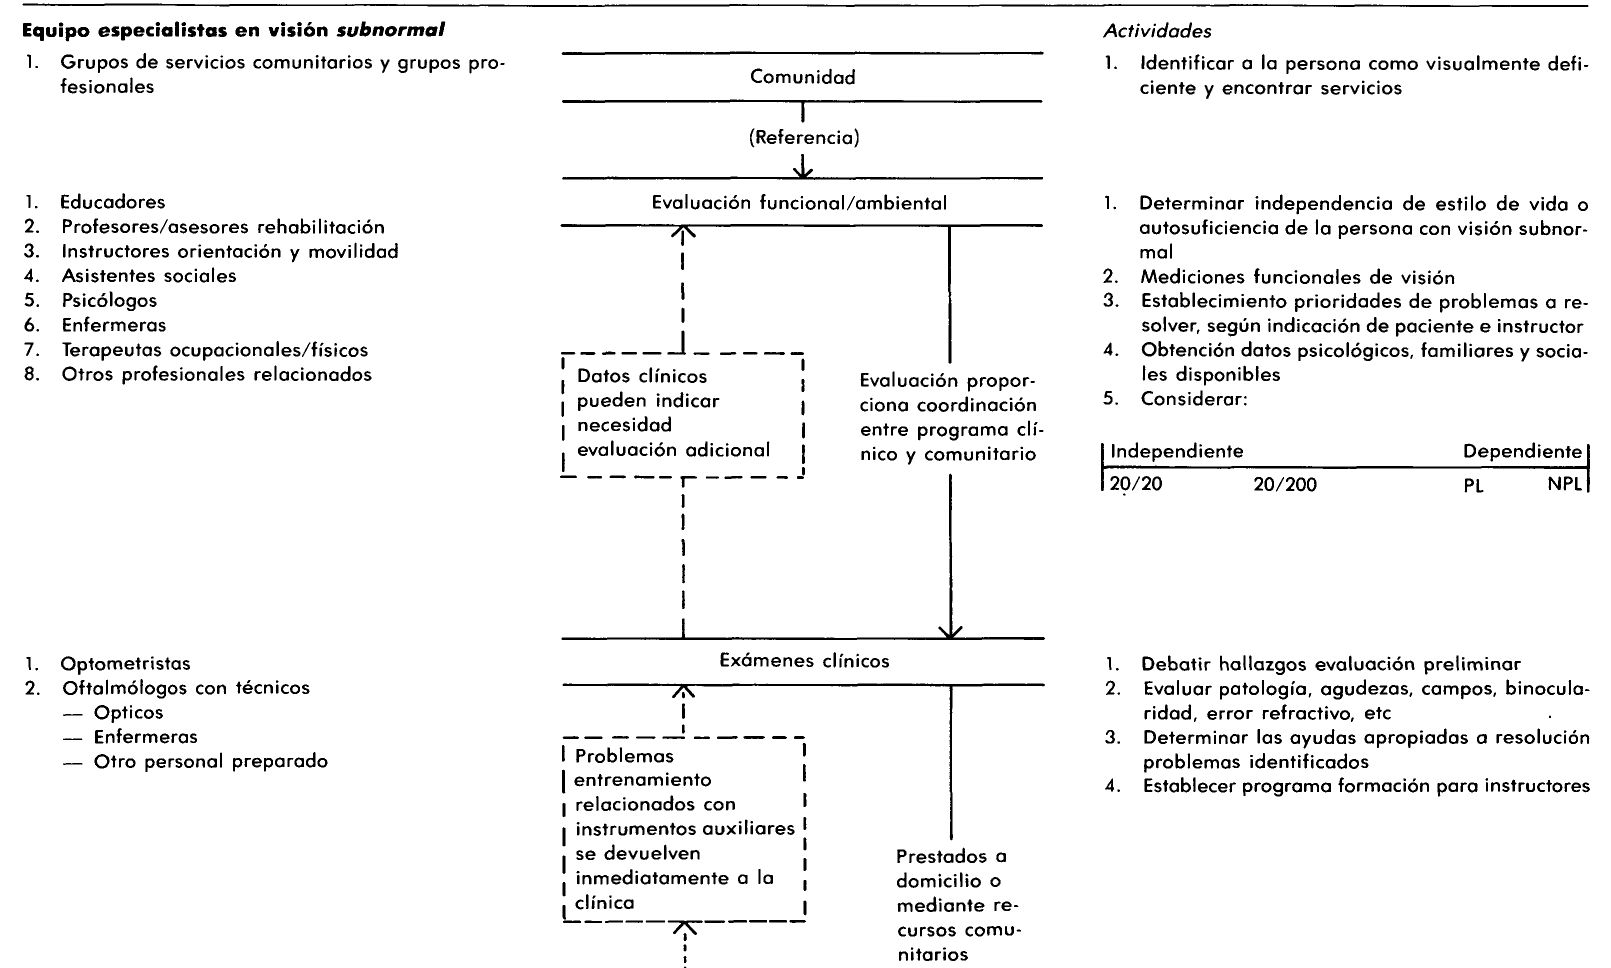 Equipo especialistas en visión subnormal
1. Grupos de servicios comunitarios y grupos pro-
fesionales
Comunidad
Actividades
1. Identificar a la persona como visualmente defi-
ciente y encontrar servicios
(Referencia)
1. Educadores
2. Profesores/asesores rehabilitación
3. Instructores orientación y movilidad
4. Asistentes sociales
5. Psicólogos
6. Enfermeras
7. Terapeutas ocupacionales/físicos
8. Otros profesionales relacionados
Evaluación funcional/ambiental
Datos clínicos
pueden indicar
necesidad
evaluación adicional
Evaluación propor-
ciona coordinación
entre programa clí-
nico y comunitario
1. Determinar independencia de estilo de vida o
autosuficiencia de la persona con visión subnor-
mal
2. Mediciones funcionales de visión
3. Establecimiento prioridades de problemas a re-
solver, según indicación de paciente e instructor
4. Obtención datos psicológicos, familiares y socia-
les disponibles
5. Considerar:
Independiente Dependiente
20/20 20/200 PL NPL
1. Optometristas
2. Oftalmólogos con técnicos
— Opticos
— Enfermeras
— Otro personal preparado
Exámenes clínicos
Problemas
entrenamiento
relacionados con
instrumentos auxiliares
se devuelven
inmediatamente a la
clínica
Prestados a
domicilio o
mediante re-
cursos comu-
nitarios
1. Debatir hallazgos evaluación preliminar
2. Evaluar patología, agudezas, campos, binocula-
ridad, error refractivo, etc
3. Determinar las ayudas apropiadas a resolución
problemas identificados
4. Establecer programa formación para instructores